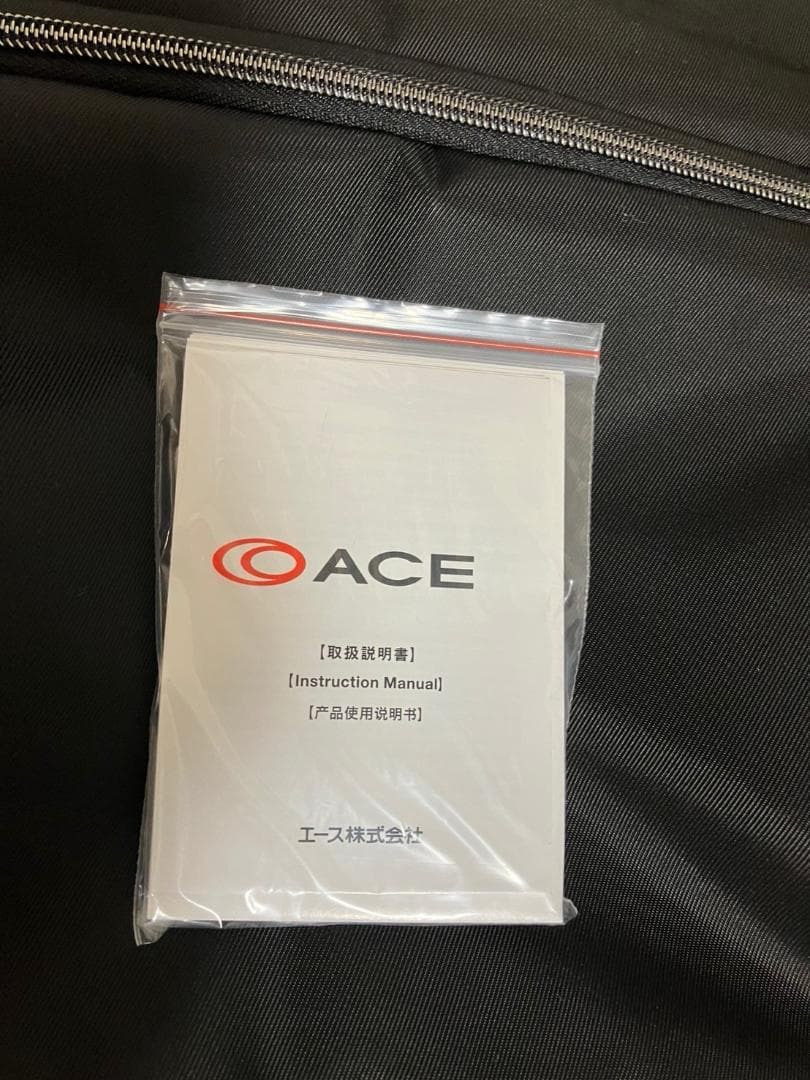 ACE
【取扱説明書】
【Instruction Manual】
【产品使用说明书】
エース株式会社